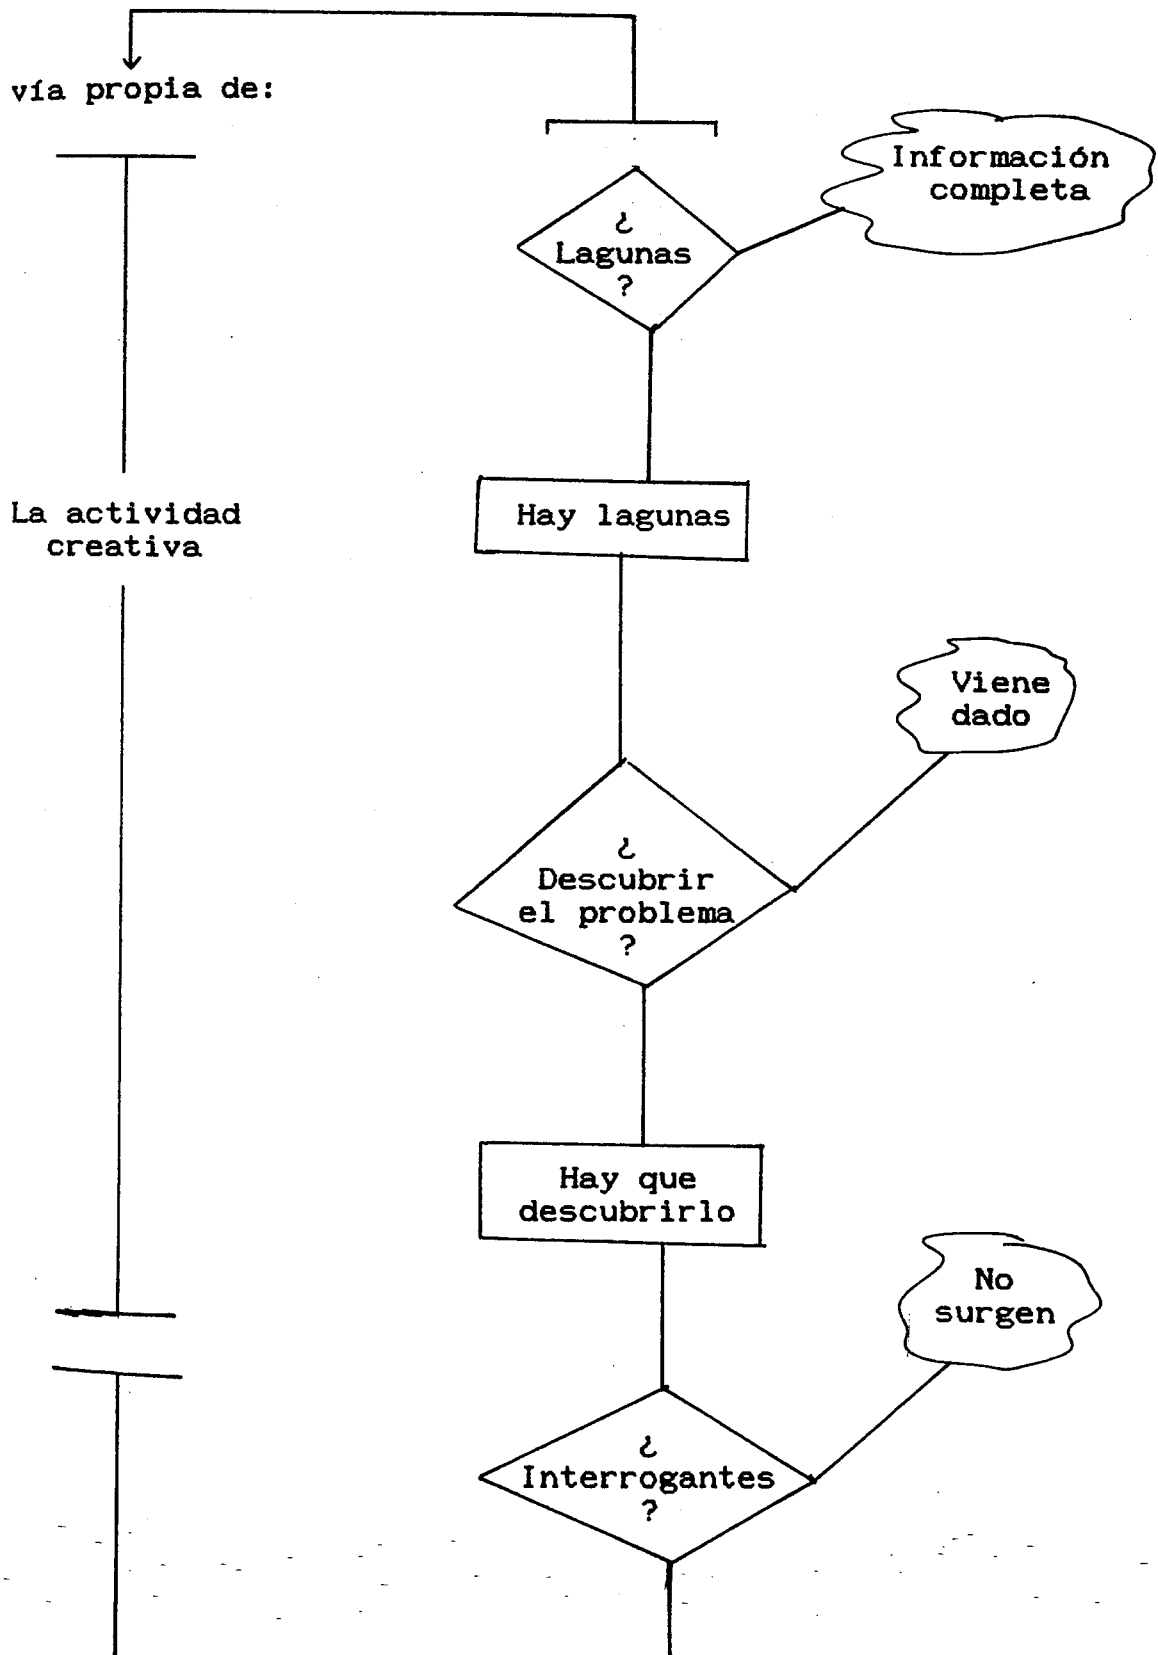 vía propia de:
Información
completa
¿
Lagunas
?
Hay lagunas
La actividad
creativa
Viene
dado
¿
Descubrir
el problema
?
Hay que
descubrirlo
No
surgen
¿
Interrogantes
?